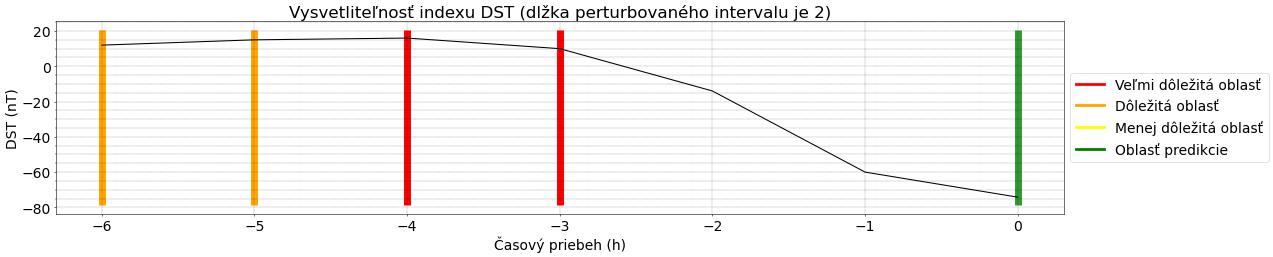 Vysvetliteľnosť indexu DST (dĺžka perturbovaného intervalu je 2)
20
0
−20
−40
−60
−80
DST (nT)
−6 −5 −4 −3 −2 −1 0
Časový priebeh (h)
Veľmi dôležitá oblasť
Dôležitá oblasť
Menej dôležitá oblasť
Oblasť predikcie